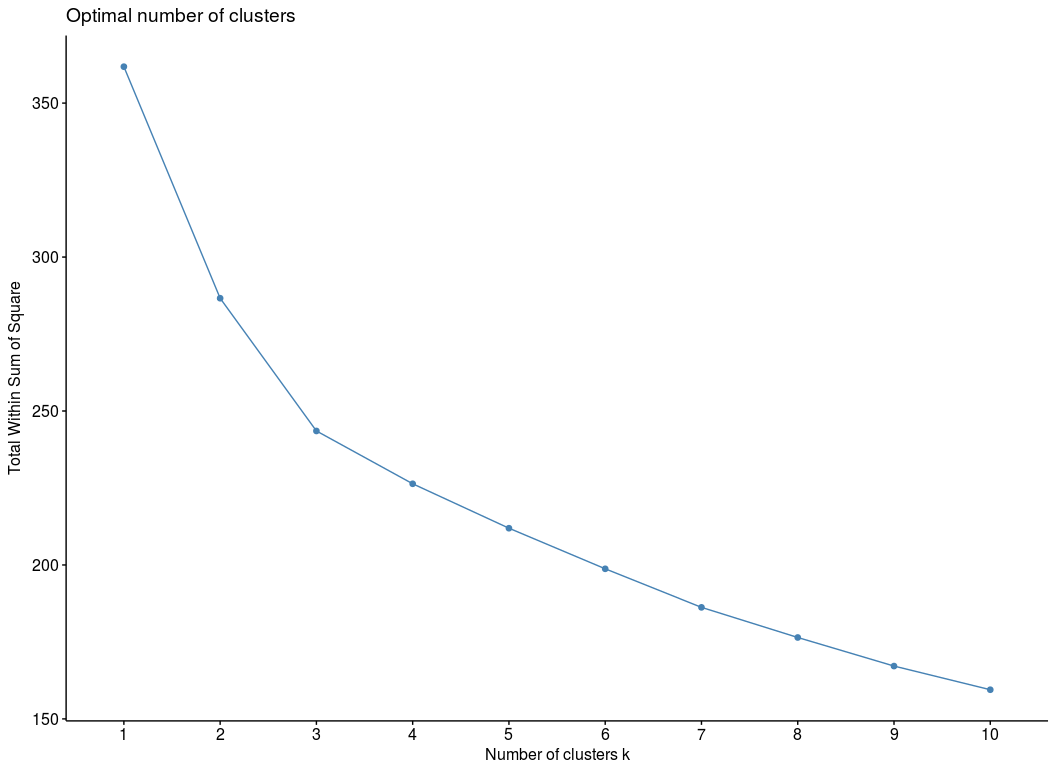 Optimal number of clusters
Total Within Sum of Square
350
300
250
200
150
1 2 3 4 5 6 7 8 9 10
Number of clusters k